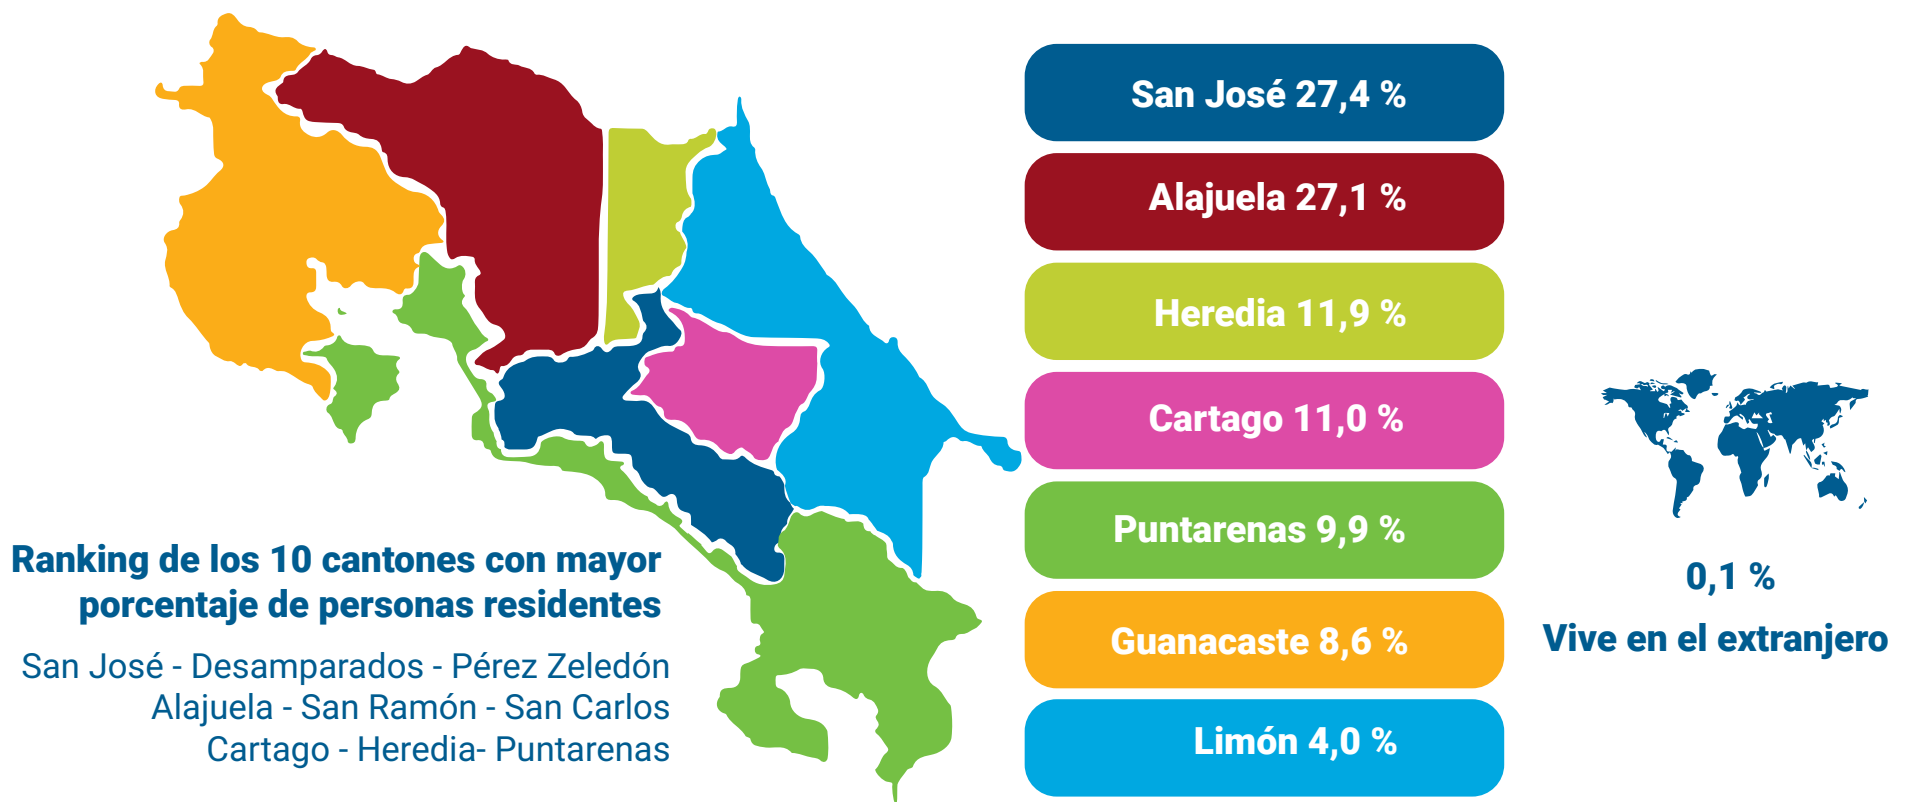 San José 27,4 %
Alajuela 27,1 %
Heredia 11,9 %
Cartago 11,0 %
Puntarenas 9,9 %
Guanacaste 8,6 %
Limón 4,0 %
0,1 %
Vive en el extranjero
Ranking de los 10 cantones con mayor
porcentaje de personas residentes
San José - Desamparados - Pérez Zeledón
Alajuela - San Ramón - San Carlos
Cartago - Heredia- Puntarenas